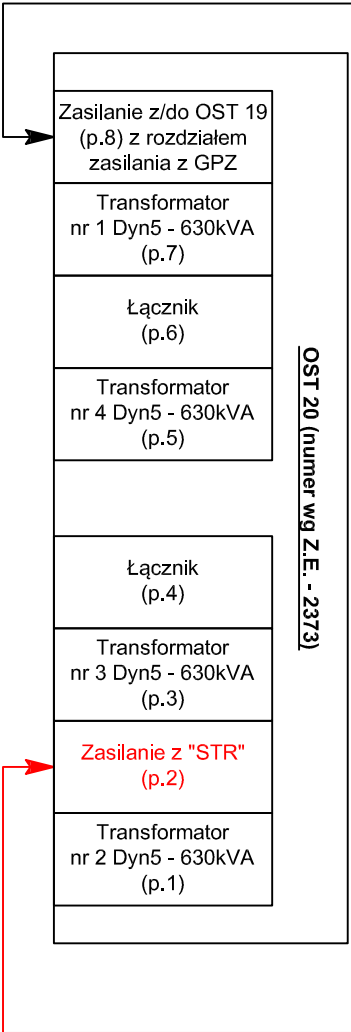 Zasilanie z/do OST 19
(p.8) z rozdziałem
zasilania z GPZ
Transformator
nr 1 Dyn5 - 630kVA
(p.7)
Łącznik
(p.6)
Transformator
nr 4 Dyn5 - 630kVA
(p.5)
Łącznik
(p.4)
Transformator
nr 3 Dyn5 - 630kVA
(p.3)
Zasilanie z "STR"
(p.2)
Transformator
nr 2 Dyn5 - 630kVA
(p.1)
OST 20 (numer wg Z.E. - 2373)